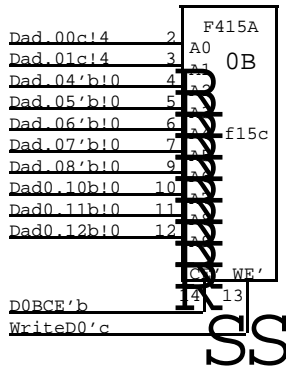 F415A
Dad.00c!4 2 A0 0B
Dad.01c!4 3 A1
Dad.04'b!0 4 A2
Dad.05'b!0 5
Dad.06'b!0 6 f15c
Dad.07'b!0 7
Dad.08'b!0 9
Dad0.10b!0 10
Dad0.11b!0 11
Dad0.12b!0 12
CE' WE'
14 13
D0BCE'b
WriteD0'c
SS